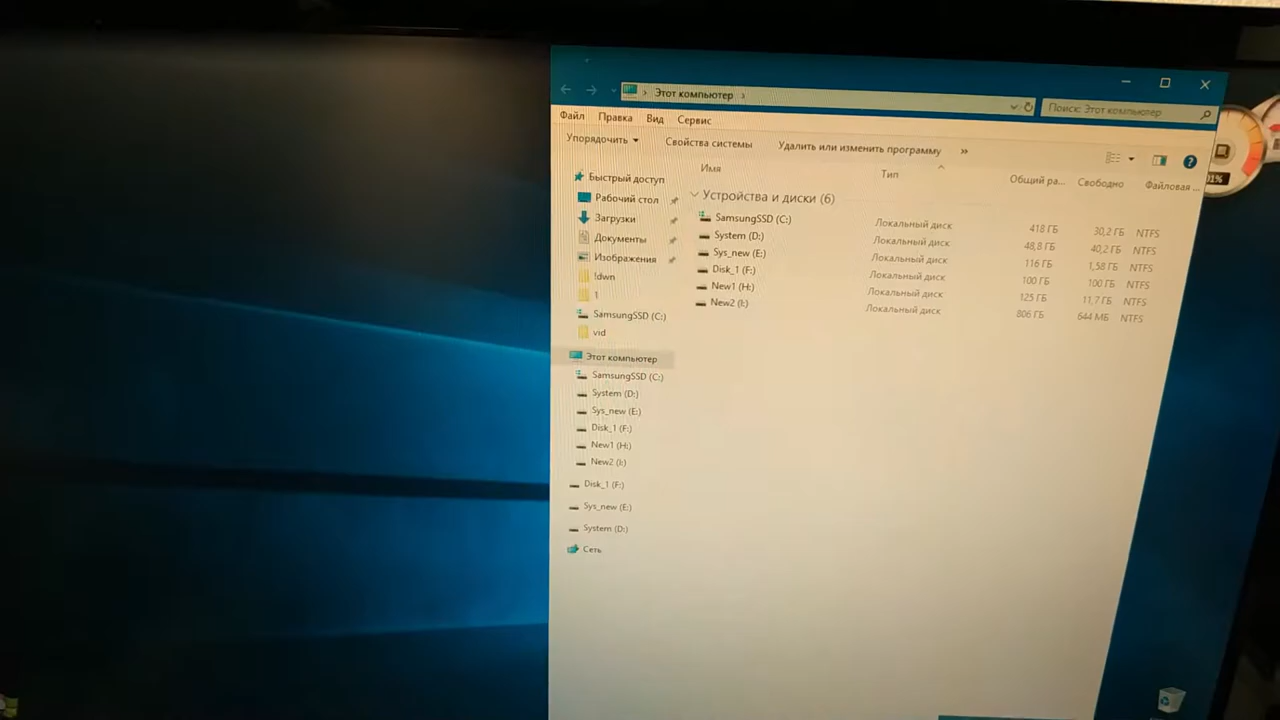 Этот компьютер
Поиск: Этот компьютер
Файл Правка Вид Сервис
Упорядочить Свойства системы Удалить или изменить программу »
Имя Тип Общий ра... Свободно Файловая ...
Устройства и диски (6)
SamsungSSD (C:) Локальный диск 418 ГБ 30,2 ГБ NTFS
System (D:) Локальный диск 48,8 ГБ 40,2 ГБ NTFS
Sys_new (E:) Локальный диск 116 ГБ 1,58 ГБ NTFS
Disk_1 (F:) Локальный диск 100 ГБ 100 ГБ NTFS
New1 (H:) Локальный диск 125 ГБ 11,7 ГБ NTFS
New2 (I:) Локальный диск 806 ГБ 644 МБ NTFS
Быстрый доступ
Рабочий стол
Загрузки
Документы
Изображения
!dwn
1
SamsungSSD (C:)
vid
Этот компьютер
SamsungSSD (C:)
System (D:)
Sys_new (E:)
Disk_1 (F:)
New1 (H:)
New2 (I:)
Disk_1 (F:)
Sys_new (E:)
System (D:)
Сеть